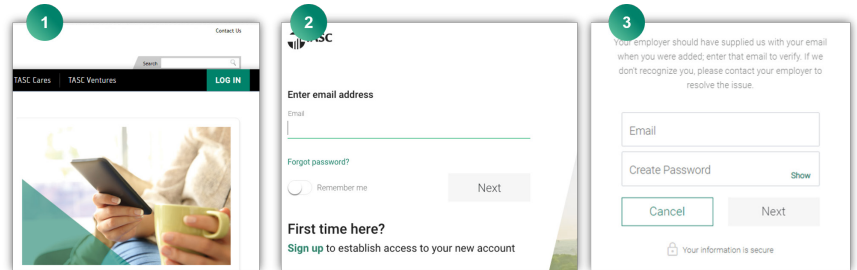 1
Contact Us
Search
TASC Cares TASC Ventures LOG IN
2
TASC
Enter email address
Email
Forgot password?
Remember me Next
First time here?
Sign up to establish access to your new account
3
Your employer should have supplied us with your email
when you were added; enter that email to verify. If we
don't recognize you, please contact your employer to
resolve the issue.
Email
Create Password Show
Cancel Next
Your information is secure